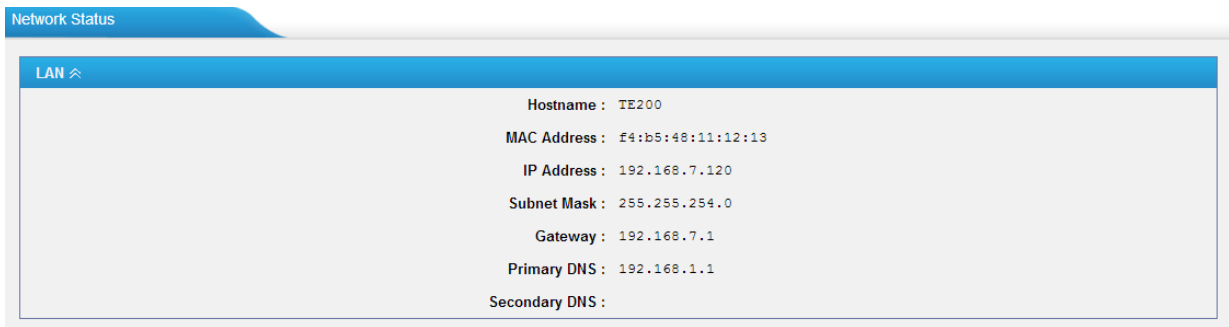 Network Status
LAN
Hostname : TE200
MAC Address : f4:b5:48:11:12:13
IP Address : 192.168.7.120
Subnet Mask : 255.255.254.0
Gateway : 192.168.7.1
Primary DNS : 192.168.1.1
Secondary DNS :